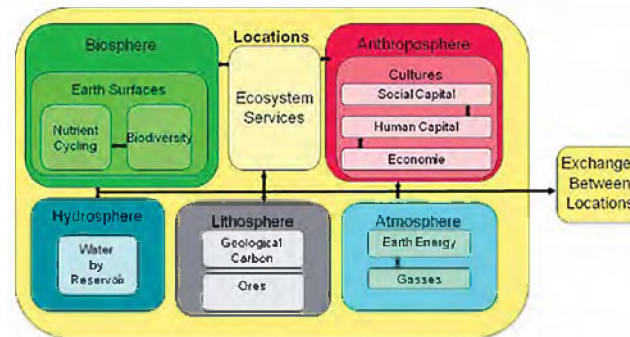 Biosphere
Locations
Anthroposphere
Earth Surfaces
Nutrient
Cycling
Biodiversity
Ecosystem
Services
Cultures
Social Capital
Human Capital
Economie
Exchange
Between
Locations
Hydrosphere
Water
by
Reservoir
Lithosphere
Geological
Carbon
Ores
Atmosphere
Earth Energy
Gasses